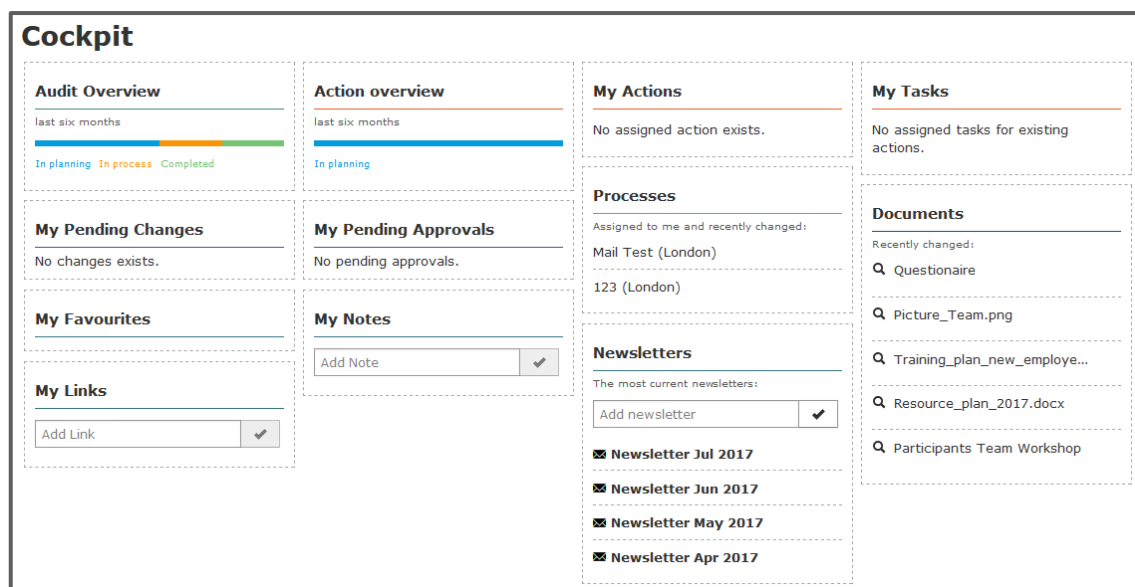 Cockpit
Audit Overview
last six months
In planning In process Completed
My Pending Changes
No changes exists.
My Favourites
My Links
Add Link
Action overview
last six months
In planning
My Pending Approvals
No pending approvals.
My Notes
Add Note
My Actions
No assigned action exists.
Processes
Assigned to me and recently changed:
Mail Test (London)
123 (London)
Newsletters
The most current newsletters:
Add newsletter
Newsletter Jul 2017
Newsletter Jun 2017
Newsletter May 2017
Newsletter Apr 2017
My Tasks
No assigned tasks for existing
actions.
Documents
Recently changed:
Questionaire
Picture_Team.png
Training_plan_new_employe...
Resource_plan_2017.docx
Participants Team Workshop